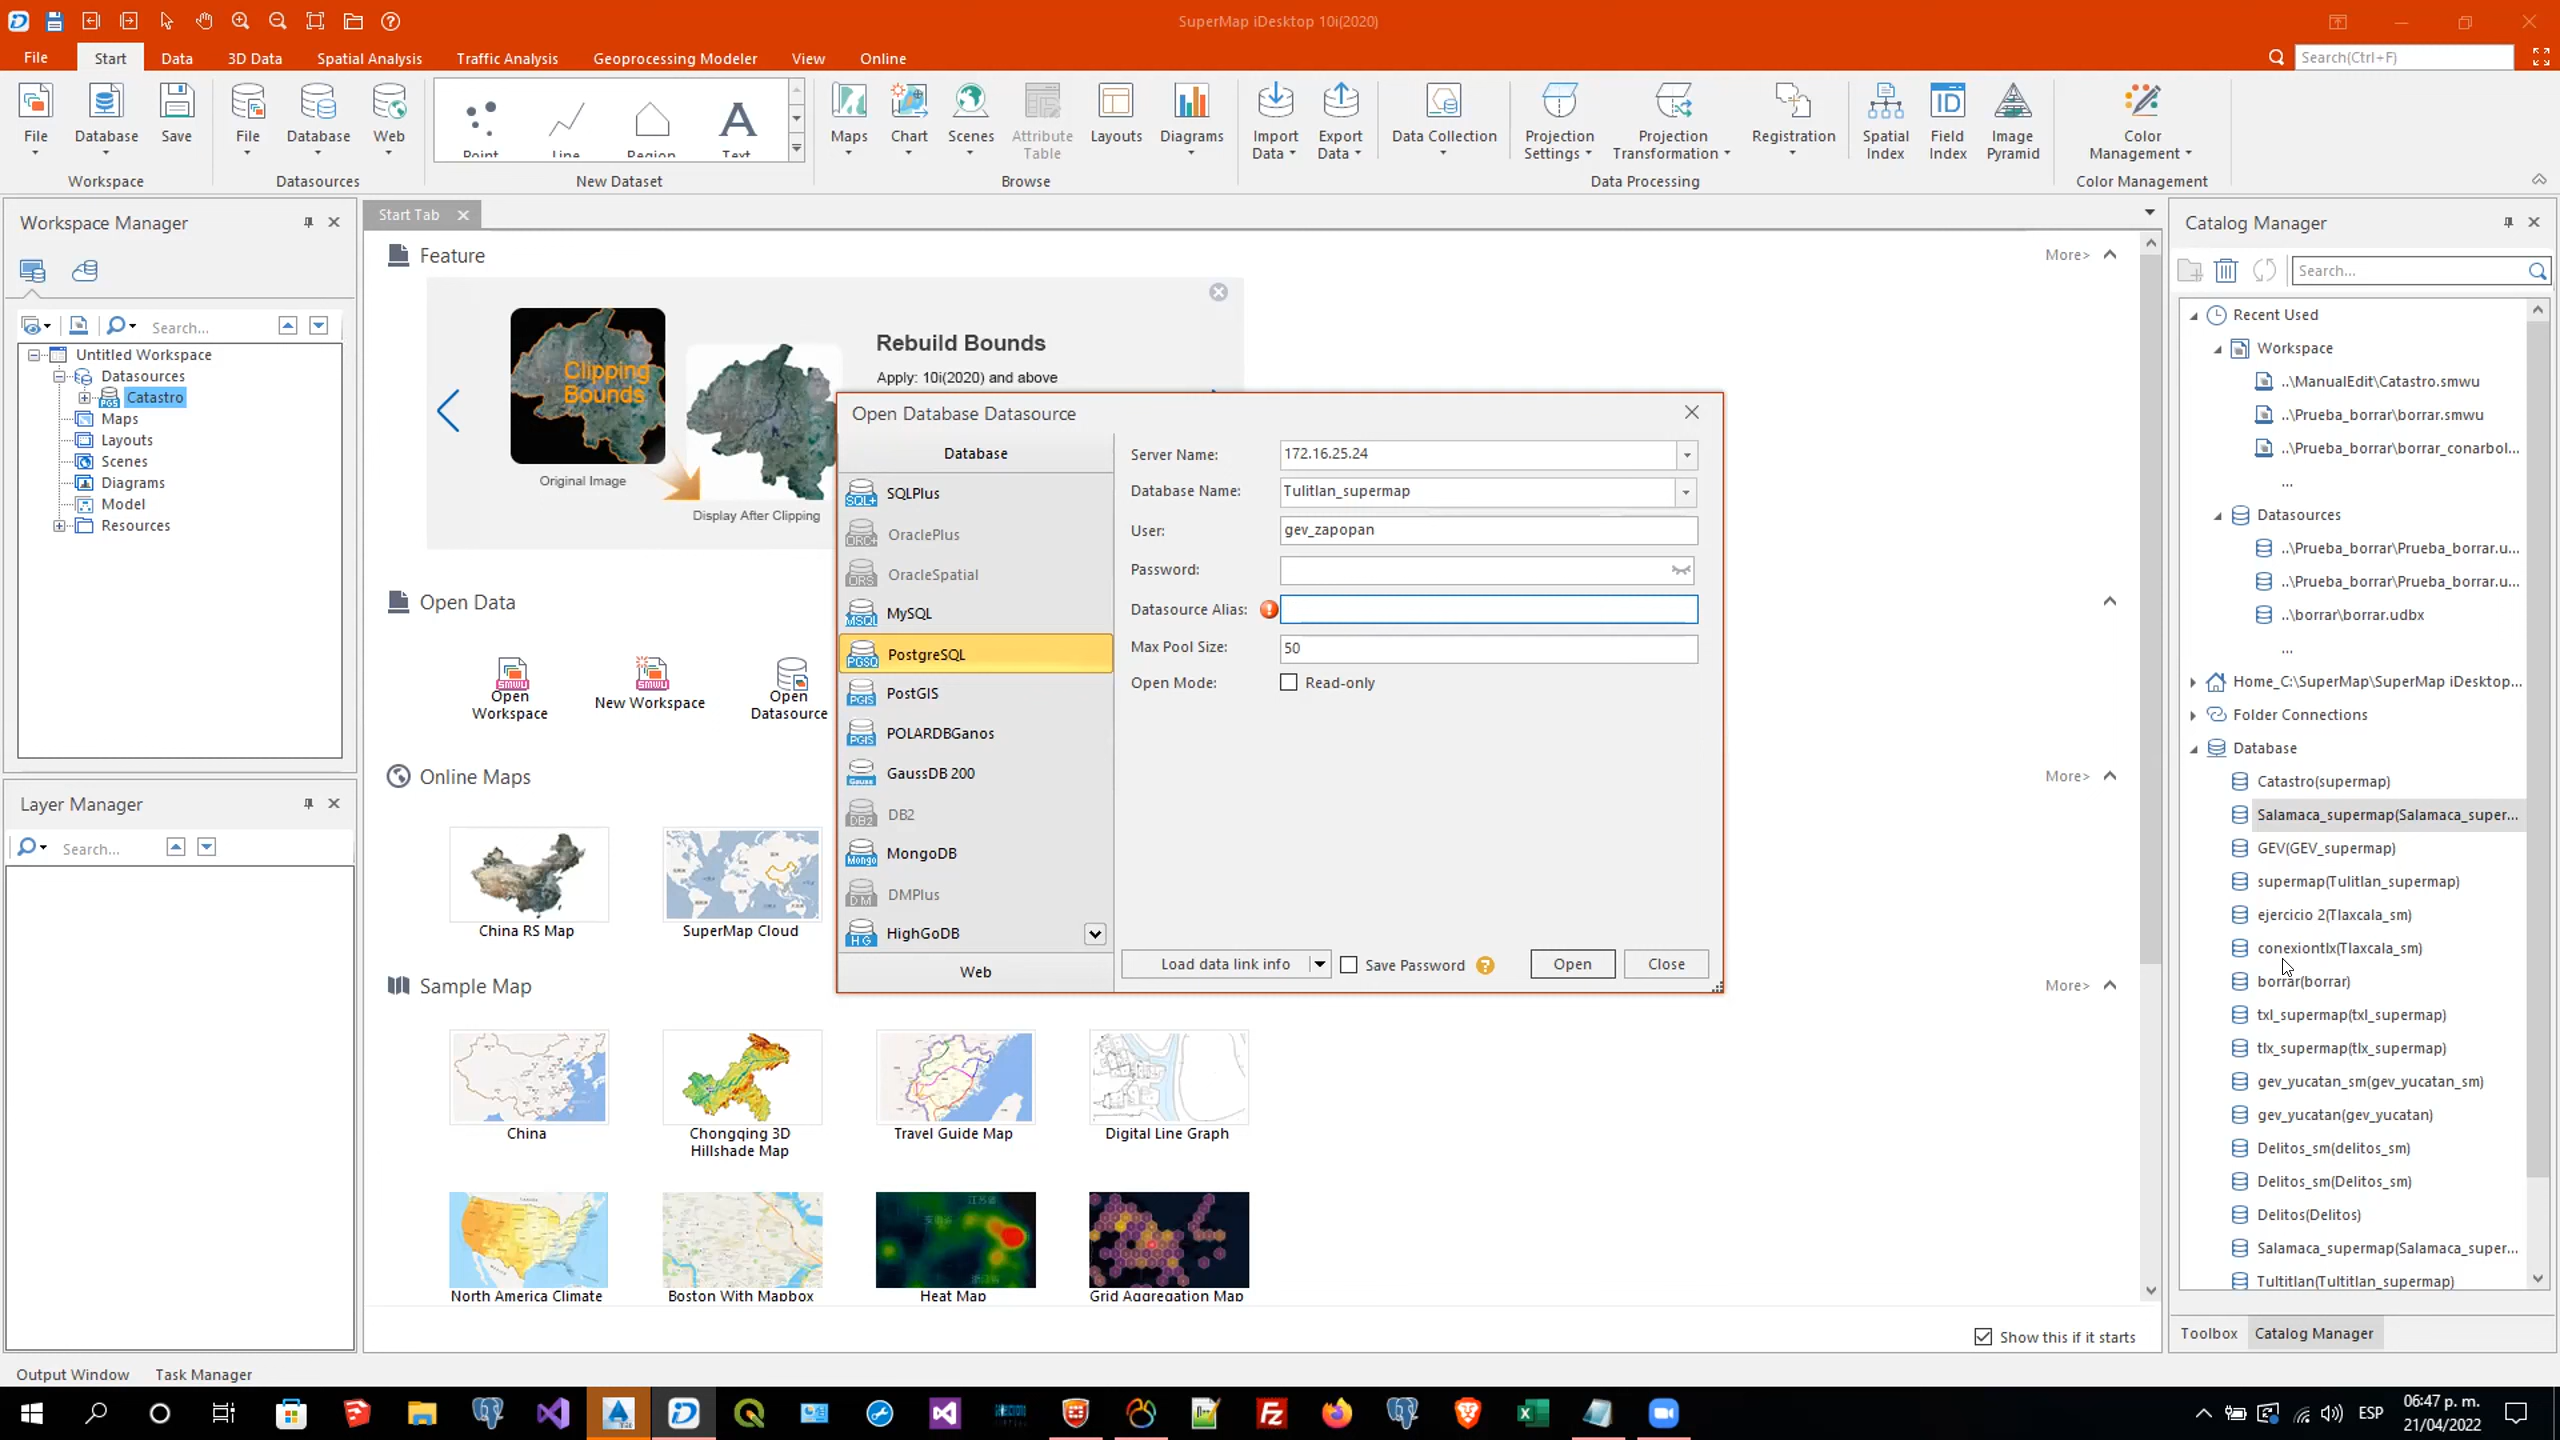 SuperMap iDesktop 10i(2020)
File
Start
Data
3D Data
Spatial Analysis
Traffic Analysis
Geoprocessing Modeler
View
Online
Search(Ctrl+F)
File
Database
Save
Workspace
File
Database
Web
Datasources
Point
Line
Region
Text
New Dataset
Maps
Chart
Scenes
Attribute
Table
Layouts
Diagrams
Browse
Import
Data
Export
Data
Data Collection
Projection
Settings
Projection
Transformation
Registration
Spatial
Index
Field
Index
Image
Pyramid
Data Processing
Color
Management
Color Management
Workspace Manager
Search...
Untitled Workspace
Datasources
Catastro
Maps
Layouts
Scenes
Diagrams
Model
Resources
Layer Manager
Search...
Start Tab
Feature
More>
Clipping
Bounds
Original Image
Display After Clipping
Rebuild Bounds
Apply: 10i(2020) and above
Open Data
Open
Workspace
New Workspace
Open
Datasource
Online Maps
More>
China RS Map
SuperMap Cloud
Sample Map
More>
China
Chongqing 3D
Hillshade Map
Travel Guide Map
Digital Line Graph
North America Climate
Boston With Mapbox
Heat Map
Grid Aggregation Map
Show this if it starts
Open Database Datasource
Database
SQLPlus
OraclePlus
OracleSpatial
MySQL
PostgreSQL
PostGIS
POLARDBGanos
GaussDB 200
DB2
MongoDB
DMPlus
HighGoDB
Web
Server Name:
172.16.25.24
Database Name:
Tulitlan_supermap
User:
gev_zapopan
Password:
Datasource Alias:
Max Pool Size:
50
Open Mode:
Read-only
Load data link info
Save Password
Open
Close
Catalog Manager
Search...
Recent Used
Workspace
..\ManualEdit\Catastro.smwu
..\Prueba_borrar\borrar.smwu
..\Prueba_borrar\borrar_conarbol...
...
Datasources
..\Prueba_borrar\Prueba_borrar.u...
..\Prueba_borrar\Prueba_borrar.u...
..\borrar\borrar.udbx
...
Home_C:\SuperMap\SuperMap iDesktop...
Folder Connections
Database
Catastro(supermap)
Salamaca_supermap(Salamaca_super...
GEV(GEV_supermap)
supermap(Tulitlan_supermap)
ejercicio 2(Tlaxcala_sm)
conexiontlx(Tlaxcala_sm)
borrar(borrar)
txl_supermap(txl_supermap)
tlx_supermap(tlx_supermap)
gev_yucatan_sm(gev_yucatan_sm)
gev_yucatan(gev_yucatan)
Delitos_sm(delitos_sm)
Delitos_sm(Delitos_sm)
Delitos(Delitos)
Salamaca_supermap(Salamaca_super...
Tultitlan(Tultitlan_supermap)
Toolbox
Catalog Manager
Output Window
Task Manager
ESP
06:47 p. m.
21/04/2022